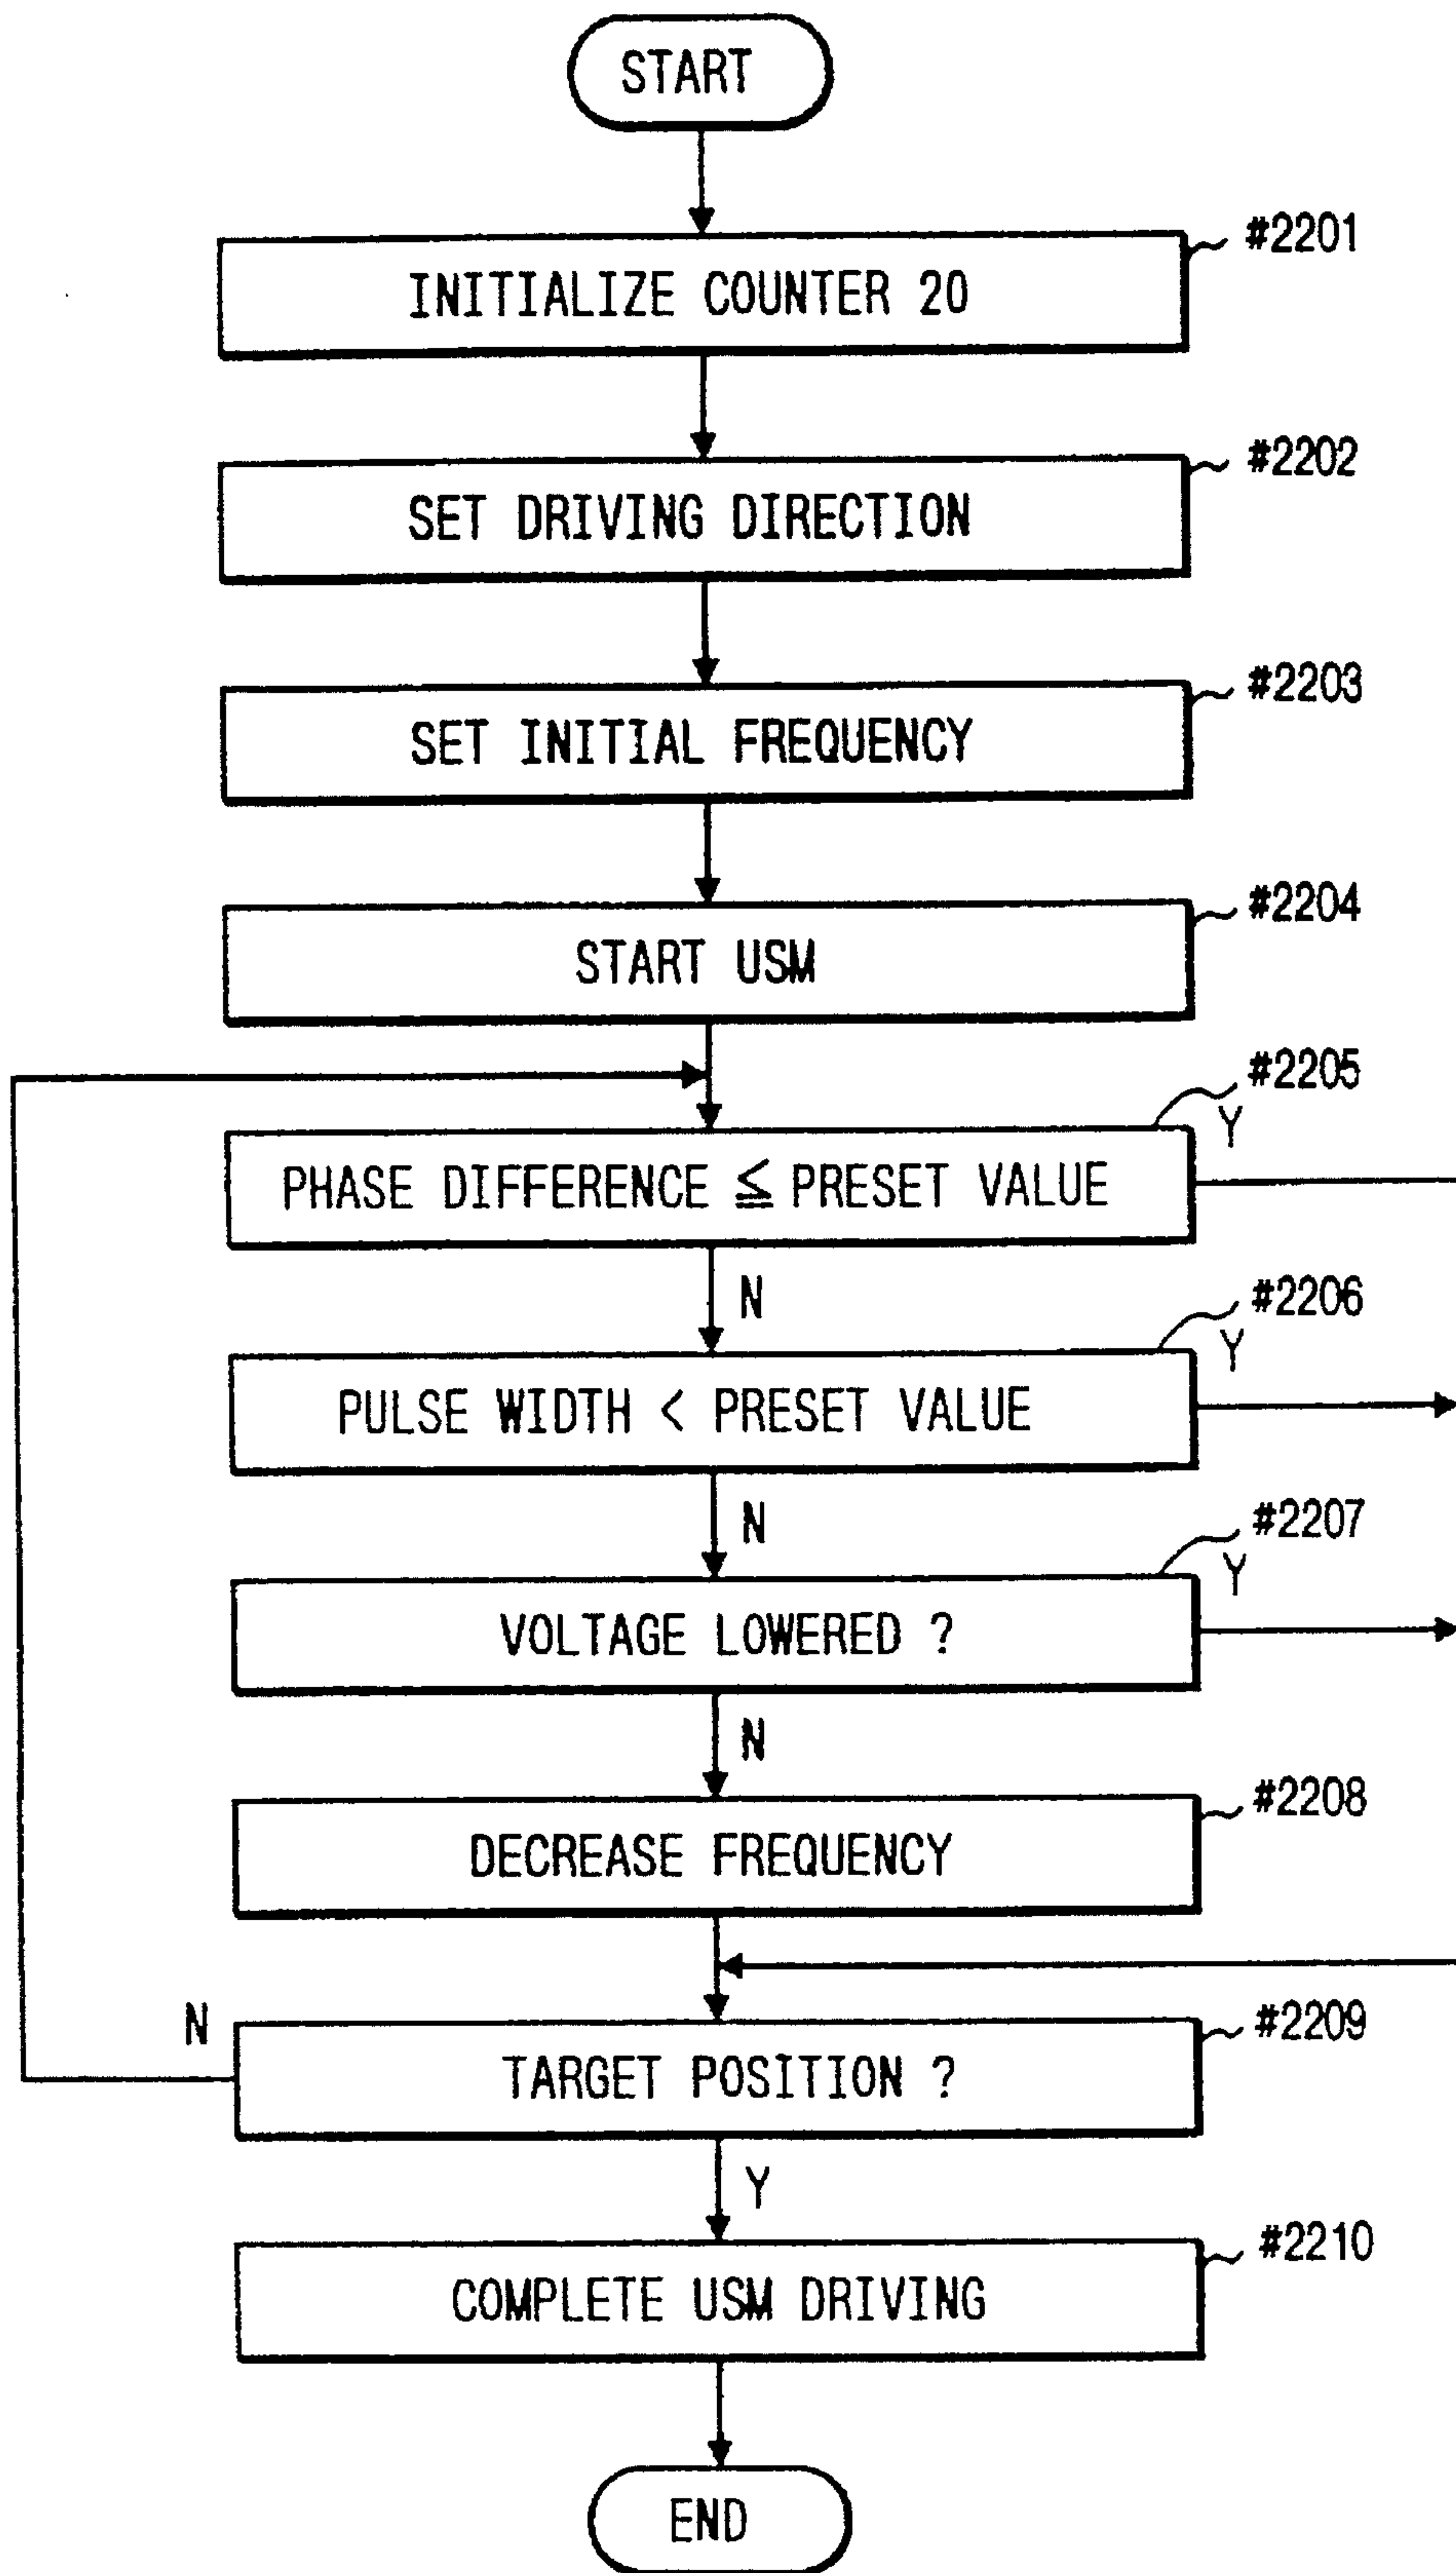 START
#2201
INITIALIZE COUNTER 20
#2202
SET DRIVING DIRECTION
#2203
SET INITIAL FREQUENCY
#2204
START USM
#2205
Y
PHASE DIFFERENCE ≦ PRESET VALUE
N
#2206
Y
PULSE WIDTH < PRESET VALUE
N
#2207
Y
VOLTAGE LOWERED ?
N
#2208
DECREASE FREQUENCY
N
#2209
TARGET POSITION ?
Y
#2210
COMPLETE USM DRIVING
END